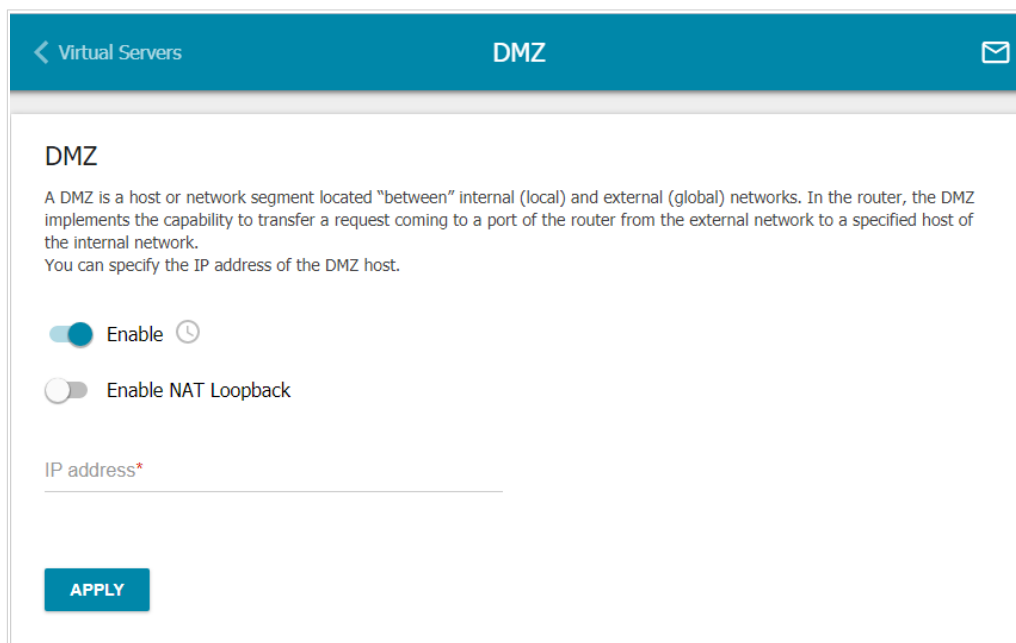 Virtual Servers
DMZ
DMZ
A DMZ is a host or network segment located “between” internal (local) and external (global) networks. In the router, the DMZ
implements the capability to transfer a request coming to a port of the router from the external network to a specified host of
the internal network.
You can specify the IP address of the DMZ host.
Enable
Enable NAT Loopback
IP address*
APPLY